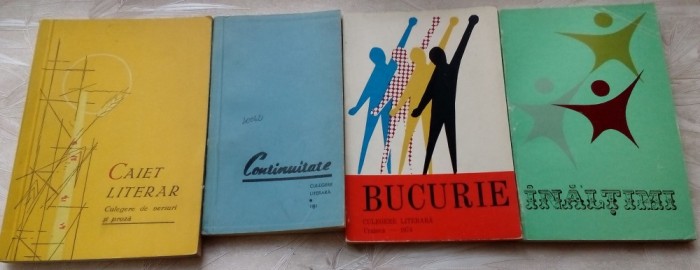 CAIET
LITERAR
Culegere de versuri
și proză
Continuitate
CULEGERE
LITERARĂ
BUCURIE
CULEGERE LITERARĂ
ÎNĂLȚIMI